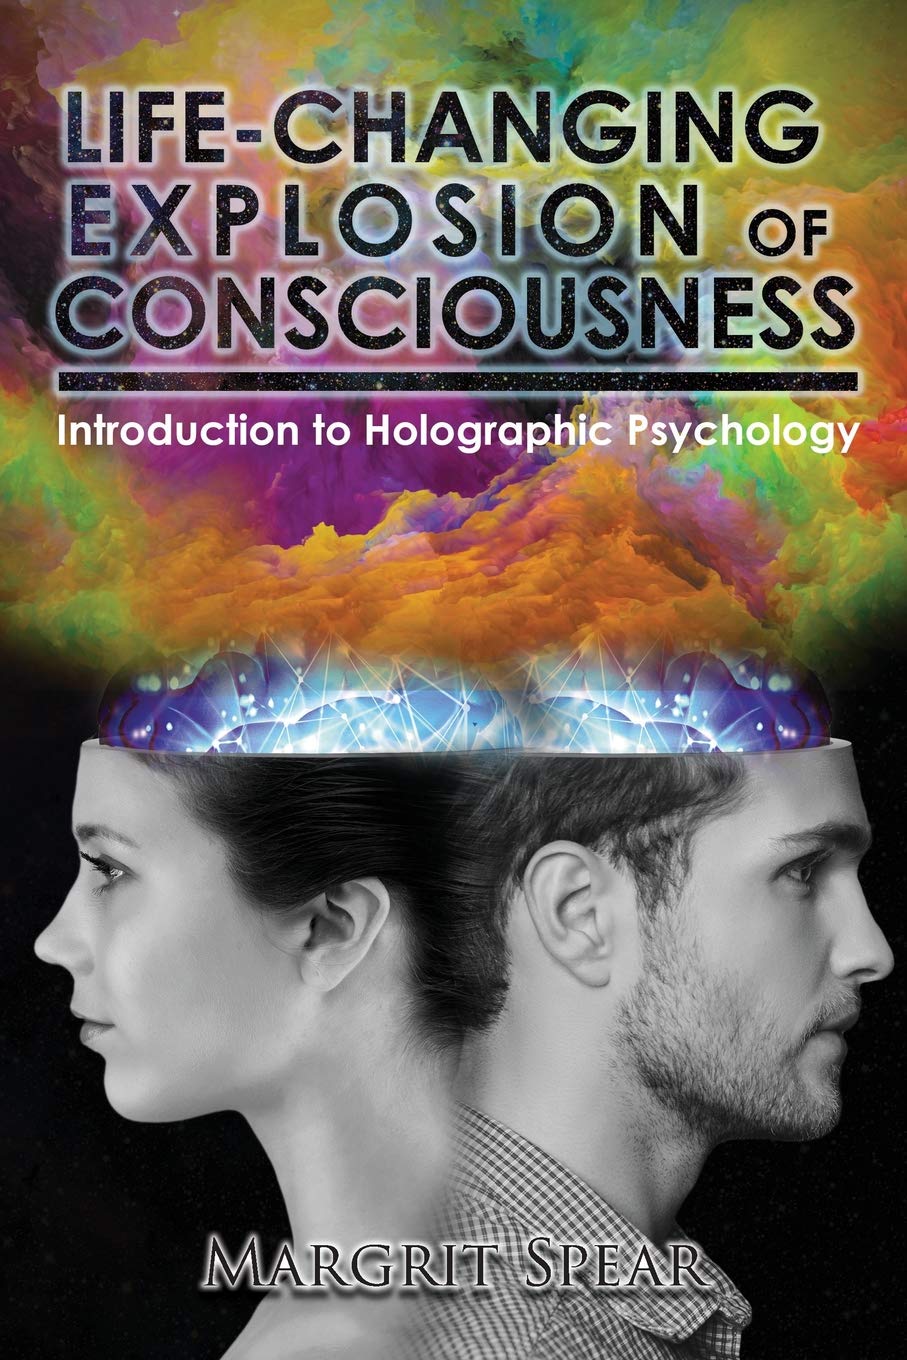 LIFE-CHANGING
EXPLOSION OF
CONSCIOUSNESS
Introduction to Holographic Psychology
MARGRIT SPEAR